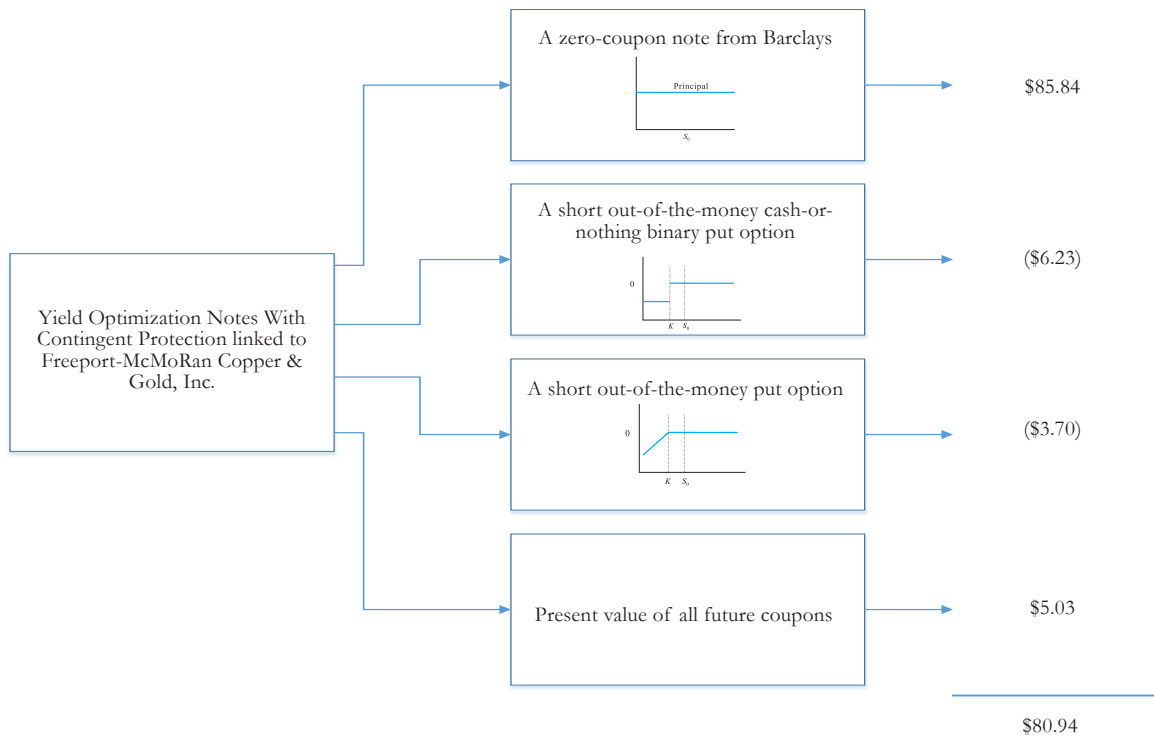 A zero-coupon note from Barclays
Principal
S₀
$85.84
A short out-of-the-money cash-or-
nothing binary put option
0
K S₀
($6.23)
Yield Optimization Notes With
Contingent Protection linked to
Freeport-McMoRan Copper &
Gold, Inc.
A short out-of-the-money put option
0
K S₀
($3.70)
Present value of all future coupons
$5.03
$80.94